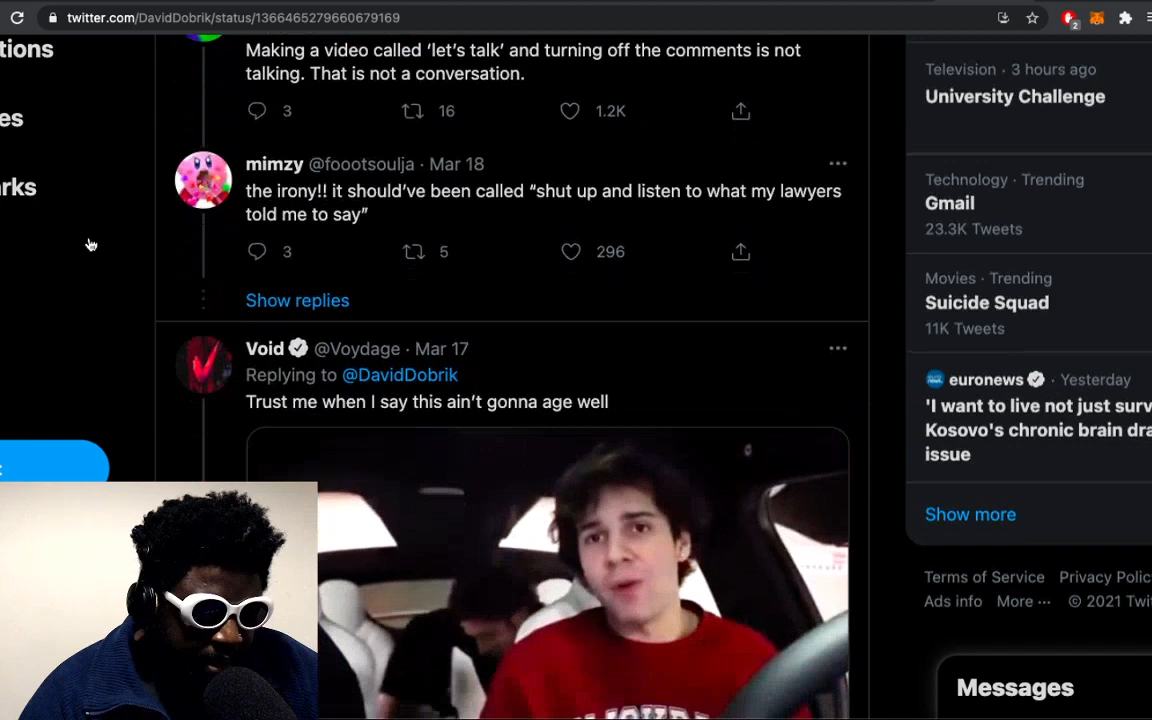 twitter.com/DavidDobrik/status/1366465279660679169
2
tions
es
arks
Making a video called ‘let’s talk’ and turning off the comments is not
talking. That is not a conversation.
3 16 1.2K
mimzy @foootsoulja · Mar 18 ···
the irony!! it should’ve been called “shut up and listen to what my lawyers
told me to say”
3 5 296
Show replies
Void @Voydage · Mar 17 ···
Replying to @DavidDobrik
Trust me when I say this ain’t gonna age well
Television · 3 hours ago
University Challenge
Technology · Trending
Gmail
23.3K Tweets
Movies · Trending
Suicide Squad
11K Tweets
euronews · Yesterday
'I want to live not just surv
Kosovo's chronic brain dra
issue
Show more
Terms of Service Privacy Polic
Ads info More ··· © 2021 Twi
Messages